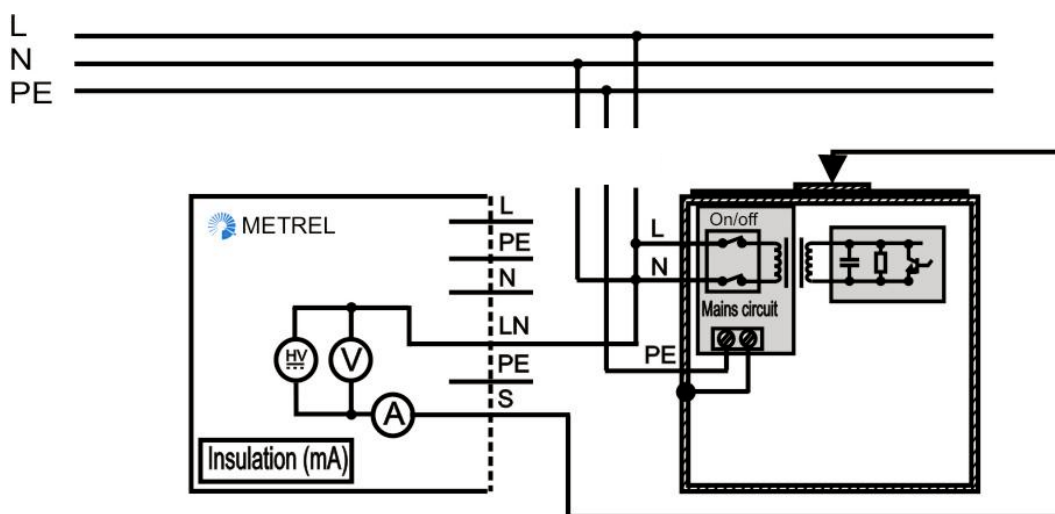 L
N
PE
METREL
L
PE
N
LN
PE
S
HV
V
A
Insulation (mA)
On/off
L
N
Mains circuit
PE